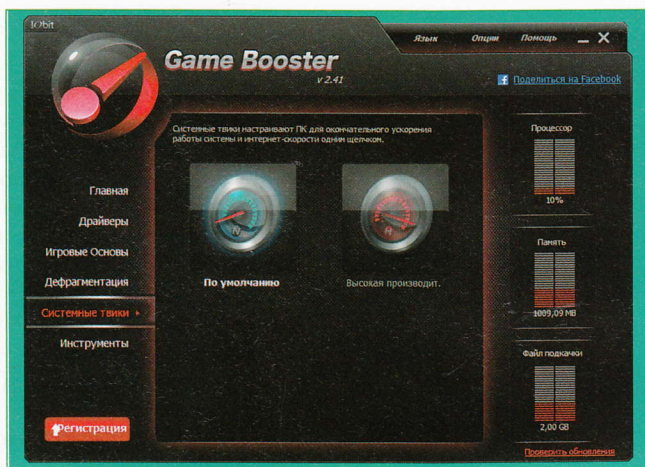 IObit
Язык Опции Помощь
Game Booster
v 2.41
f Поделиться на Facebook
Системные твики настраивают ПК для окончательного ускорения
работы системы и интернет-скорости одним щелчком.
Главная
Драйверы
Игровые Основы
Дефрагментация
Системные твики
Инструменты
Регистрация
N
По умолчанию
R
Высокая производит.
Процессор
10%
Память
1009,09 MB
Файл подкачки
2,00 GB
Проверить обновления